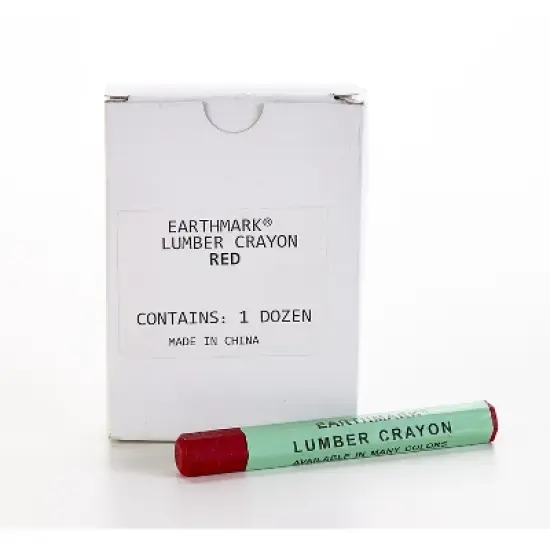 EARTHMARK®
LUMBER CRAYON
RED
CONTAINS: 1 DOZEN
MADE IN CHINA
EARTHMARK®
LUMBER CRAYON
AVAILABLE IN MANY COLORS